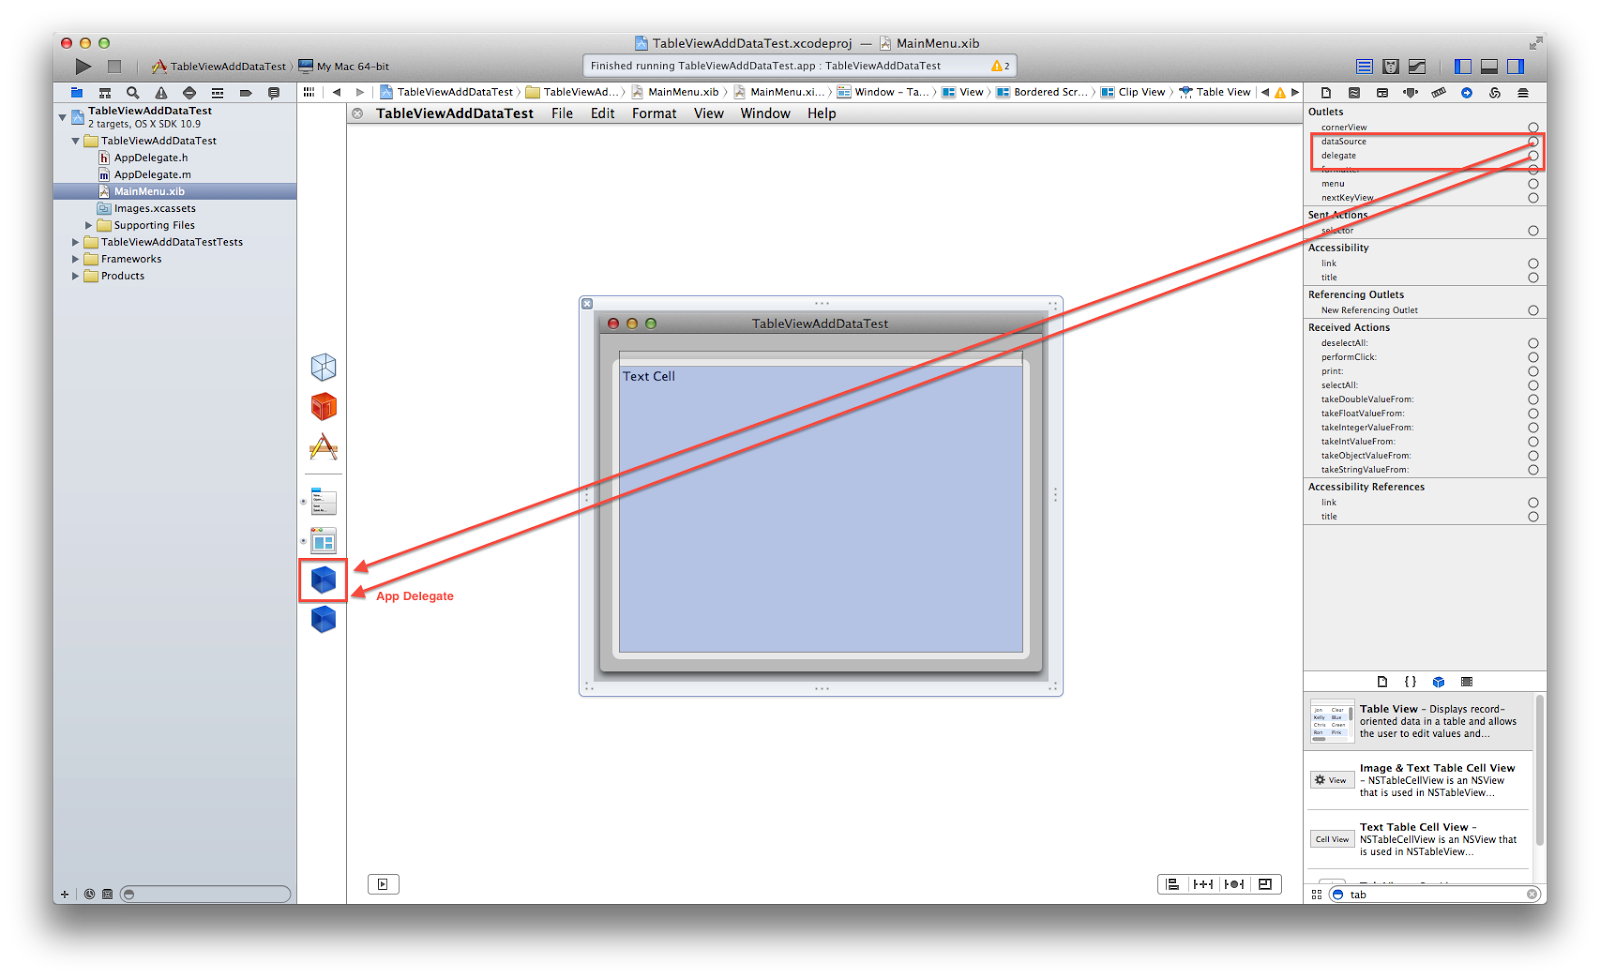 TableViewAddDataTest.xcodeproj — MainMenu.xib
TableViewAddDataTest
My Mac 64-bit
Finished running TableViewAddDataTest.app : TableViewAddDataTest
2
TableViewAddDataTest
TableViewAd...
MainMenu.xib
MainMenu.xi...
Window – Ta...
View
Bordered Scr...
Clip View
Table View
TableViewAddDataTest
2 targets, OS X SDK 10.9
TableViewAddDataTest
AppDelegate.h
AppDelegate.m
MainMenu.xib
Images.xcassets
Supporting Files
TableViewAddDataTestTests
Frameworks
Products
TableViewAddDataTest File Edit Format View Window Help
TableViewAddDataTest
Text Cell
App Delegate
Outlets
cornerView
dataSource
delegate
formatter
menu
nextKeyView
Sent Actions
selector
Accessibility
link
title
Referencing Outlets
New Referencing Outlet
Received Actions
deselectAll:
performClick:
print:
selectAll:
takeDoubleValueFrom:
takeFloatValueFrom:
takeIntegerValueFrom:
takeIntValueFrom:
takeObjectValueFrom:
takeStringValueFrom:
Accessibility References
link
title
Table View – Displays record-
oriented data in a table and allows
the user to edit values and...
View
Image & Text Table Cell View
– NSTableCellView is an NSView
that is used in NSTableView...
Cell View
Text Table Cell View –
NSTableCellView is an NSView that
is used in NSTableView...
tab